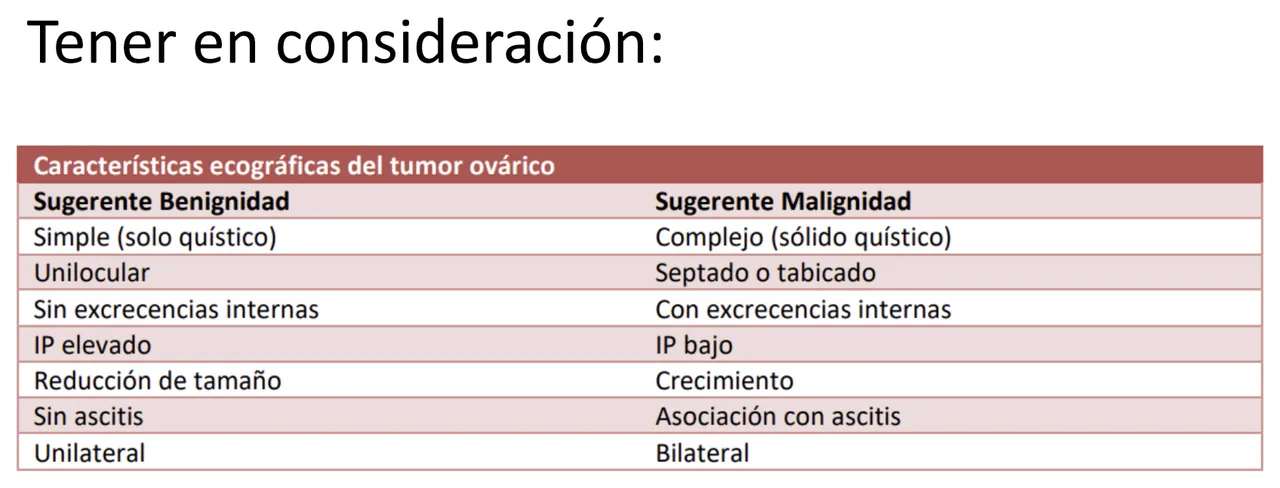 Tener en consideración:
Características ecográficas del tumor ovárico
Sugerente Benignidad Sugerente Malignidad
Simple (solo quístico) Complejo (sólido quístico)
Unilocular Septado o tabicado
Sin excrecencias internas Con excrecencias internas
IP elevado IP bajo
Reducción de tamaño Crecimiento
Sin ascitis Asociación con ascitis
Unilateral Bilateral